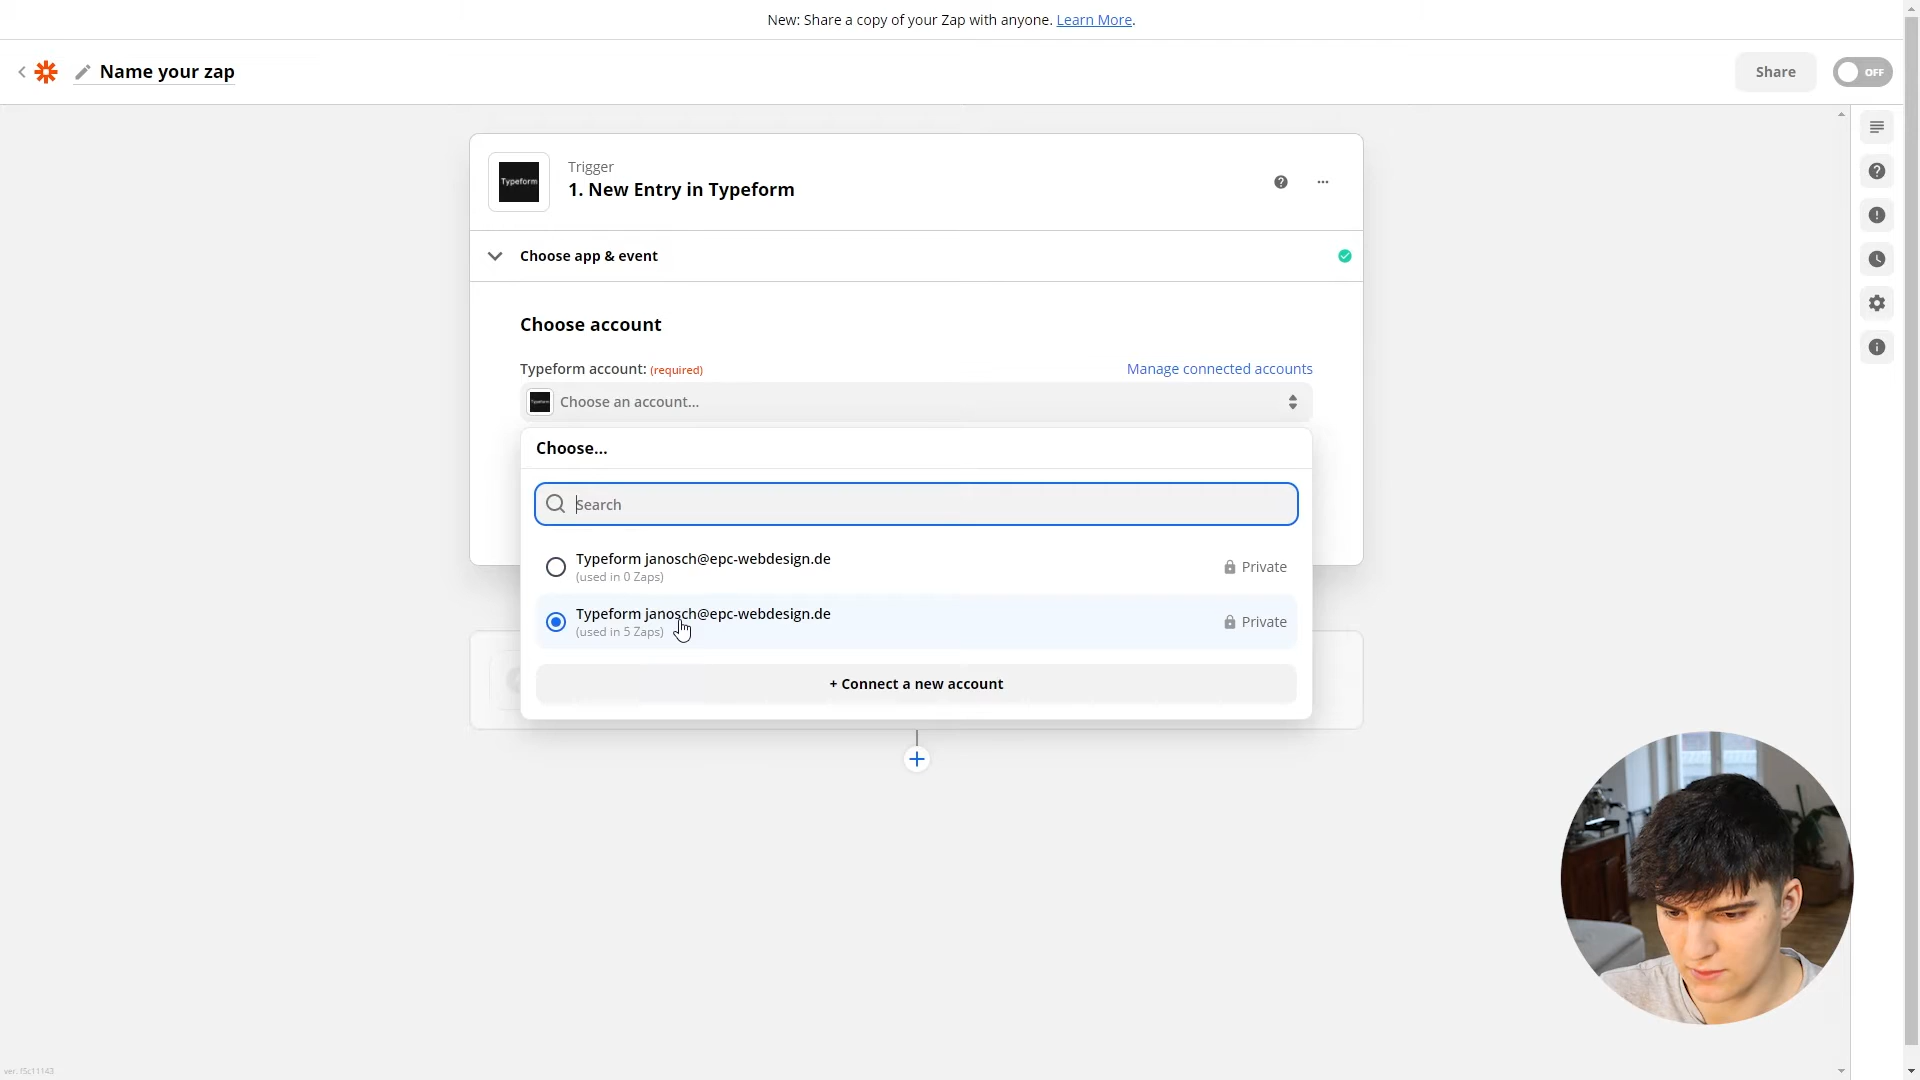 New: Share a copy of your Zap with anyone. Learn More.
Name your zap
Share
OFF
Typeform
Trigger
1. New Entry in Typeform
Choose app & event
Choose account
Typeform account: (required)
Manage connected accounts
Typeform
Choose an account...
Choose...
Search
Typeform janosch@epc-webdesign.de
(used in 0 Zaps)
Private
Typeform janosch@epc-webdesign.de
(used in 5 Zaps)
Private
+ Connect a new account
ver. f5c11143